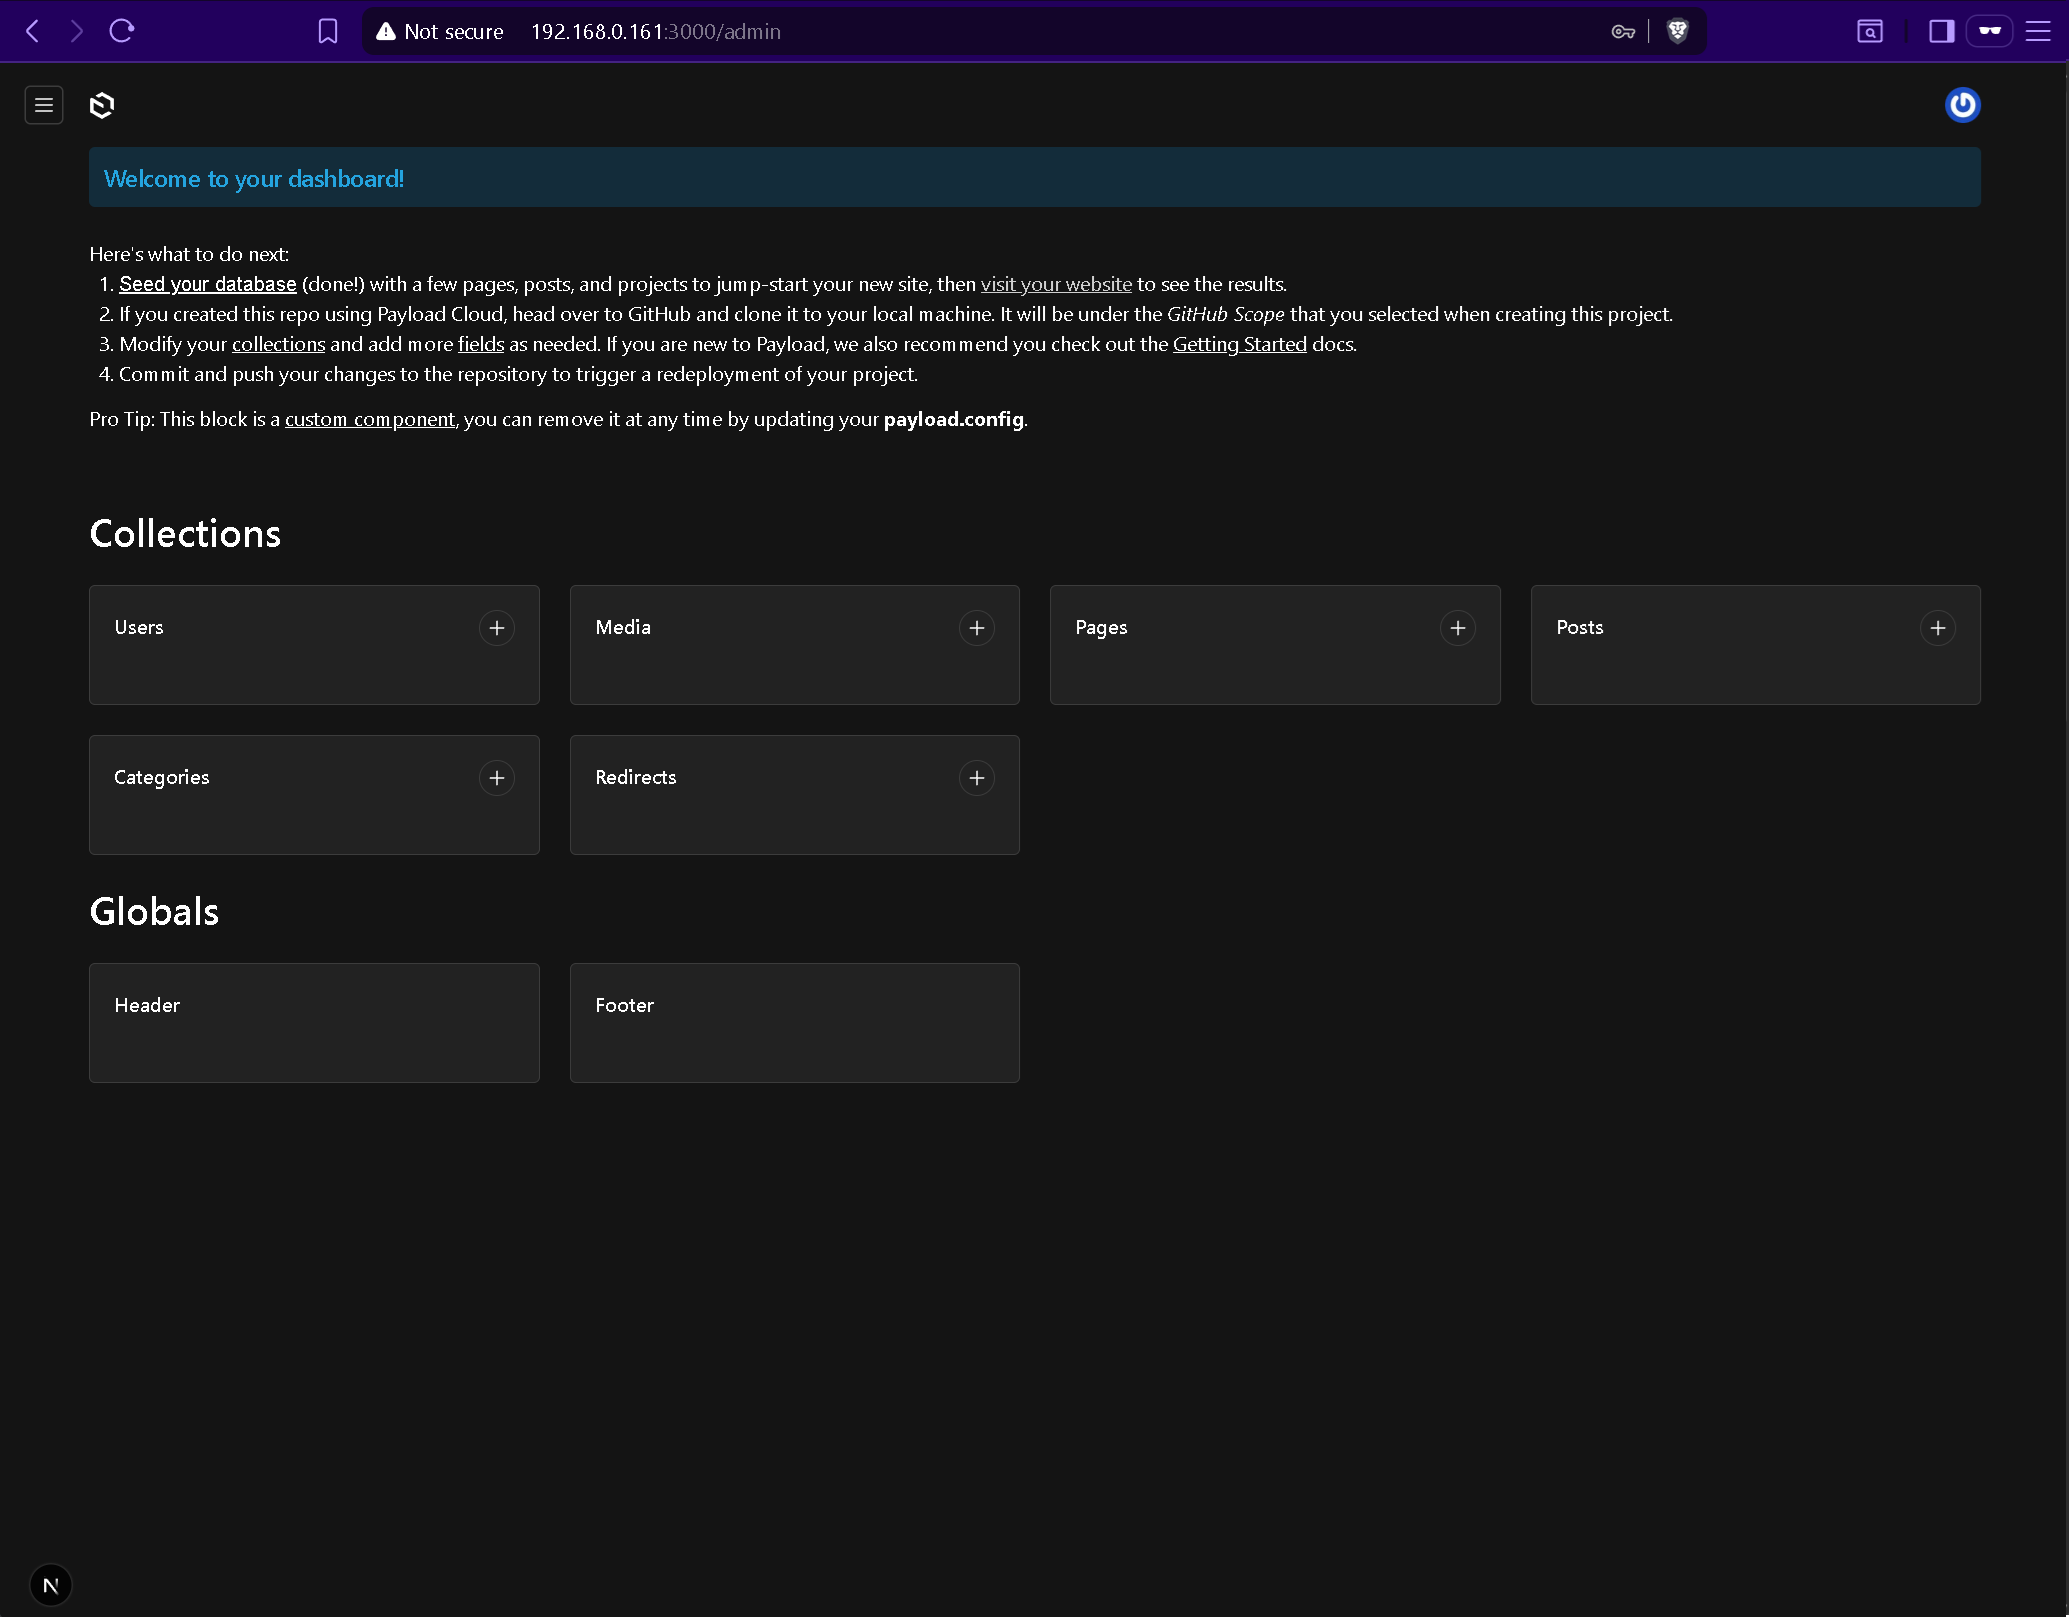 Not secure 192.168.0.161:3000/admin
Welcome to your dashboard!
Here's what to do next:
1. Seed your database (done!) with a few pages, posts, and projects to jump-start your new site, then visit your website to see the results.
2. If you created this repo using Payload Cloud, head over to GitHub and clone it to your local machine. It will be under the GitHub Scope that you selected when creating this project.
3. Modify your collections and add more fields as needed. If you are new to Payload, we also recommend you check out the Getting Started docs.
4. Commit and push your changes to the repository to trigger a redeployment of your project.
Pro Tip: This block is a custom component, you can remove it at any time by updating your payload.config.
Collections
Users
Media
Pages
Posts
Categories
Redirects
Globals
Header
Footer
N